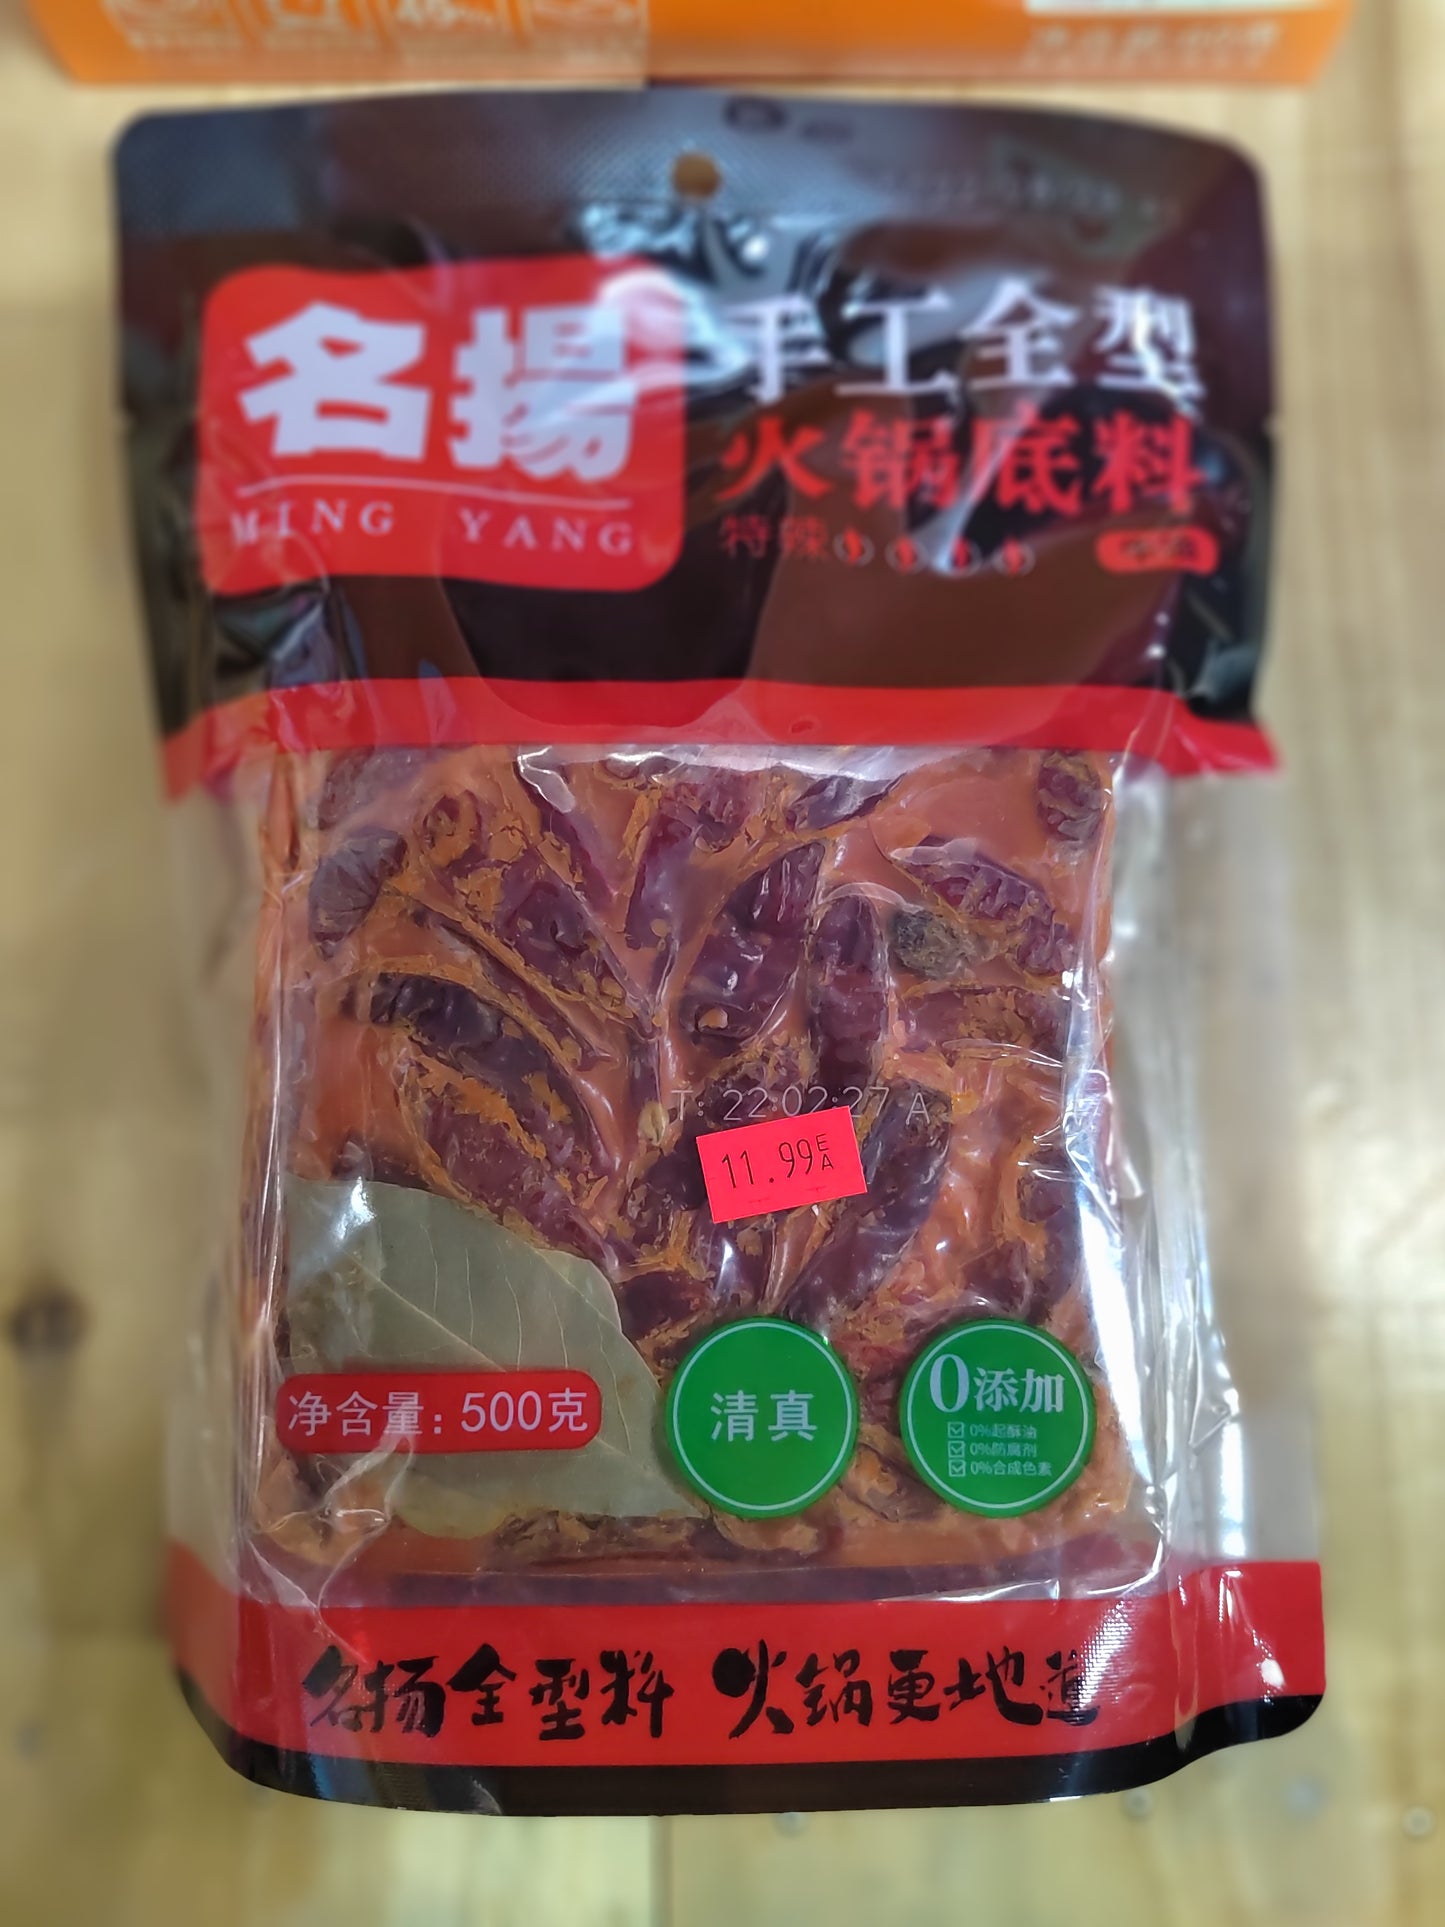 名揚
MING YANG
手工全型
火锅底料
特辣
T: 22:02:27 A
11.99 EA
净含量：500克
清真
0添加
0%起酥油
0%防腐剂
0%合成色素
名扬全型料 火锅更地道